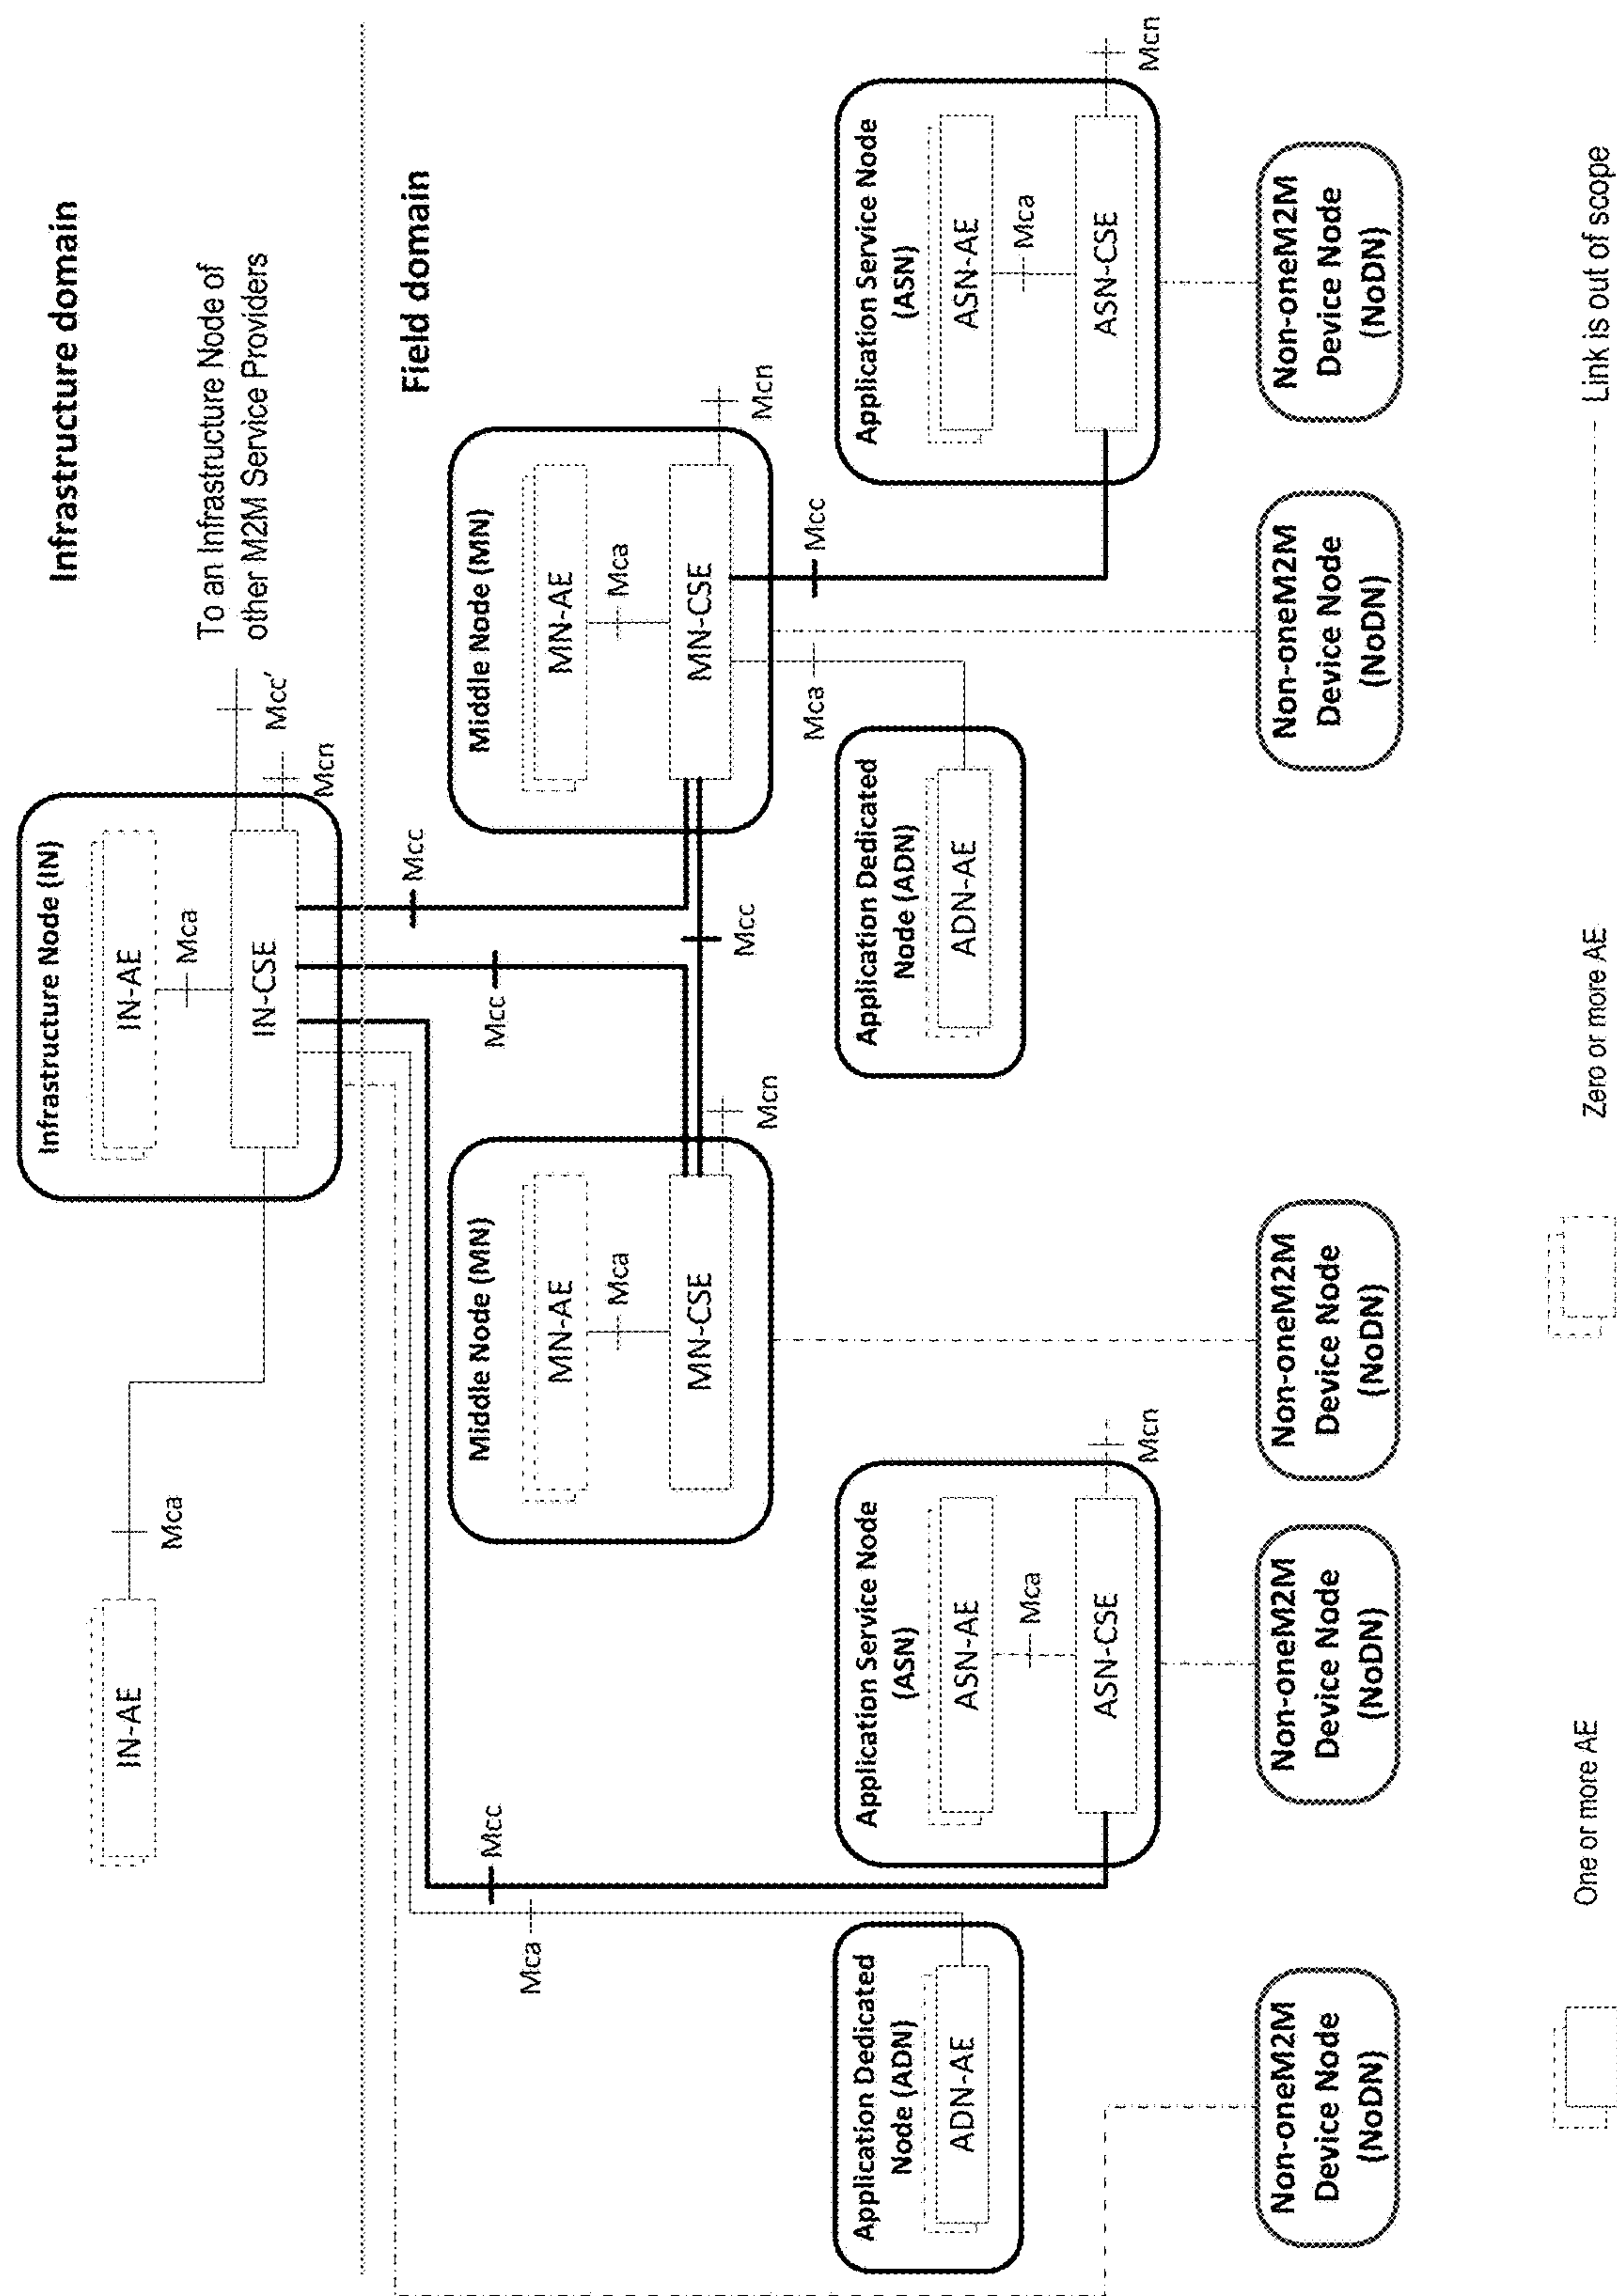 Infrastructure domain
To an Infrastructure Node of
other M2M Service Providers
Infrastructure Node (IN)
IN-AE
Mca
IN-CSE
Mcc'
Mcn
IN-AE
Mca
Field domain
Mcc
Mcc
Mcc
Mcc
Mca
Middle Node (MN)
MN-AE
Mca
MN-CSE
Mcn
Middle Node (MN)
MN-AE
Mca
MN-CSE
Mcn
Mca
Mcc
Application Dedicated
Node (ADN)
ADN-AE
Application Service Node
(ASN)
ASN-AE
Mca
ASN-CSE
Mcn
Application Dedicated
Node (ADN)
ADN-AE
Application Service Node
(ASN)
ASN-AE
Mca
ASN-CSE
Mcn
Non-oneM2M
Device Node
(NoDN)
Non-oneM2M
Device Node
(NoDN)
Non-oneM2M
Device Node
(NoDN)
Non-oneM2M
Device Node
(NoDN)
Non-oneM2M
Device Node
(NoDN)
One or more AE
Zero or more AE
Link is out of scope